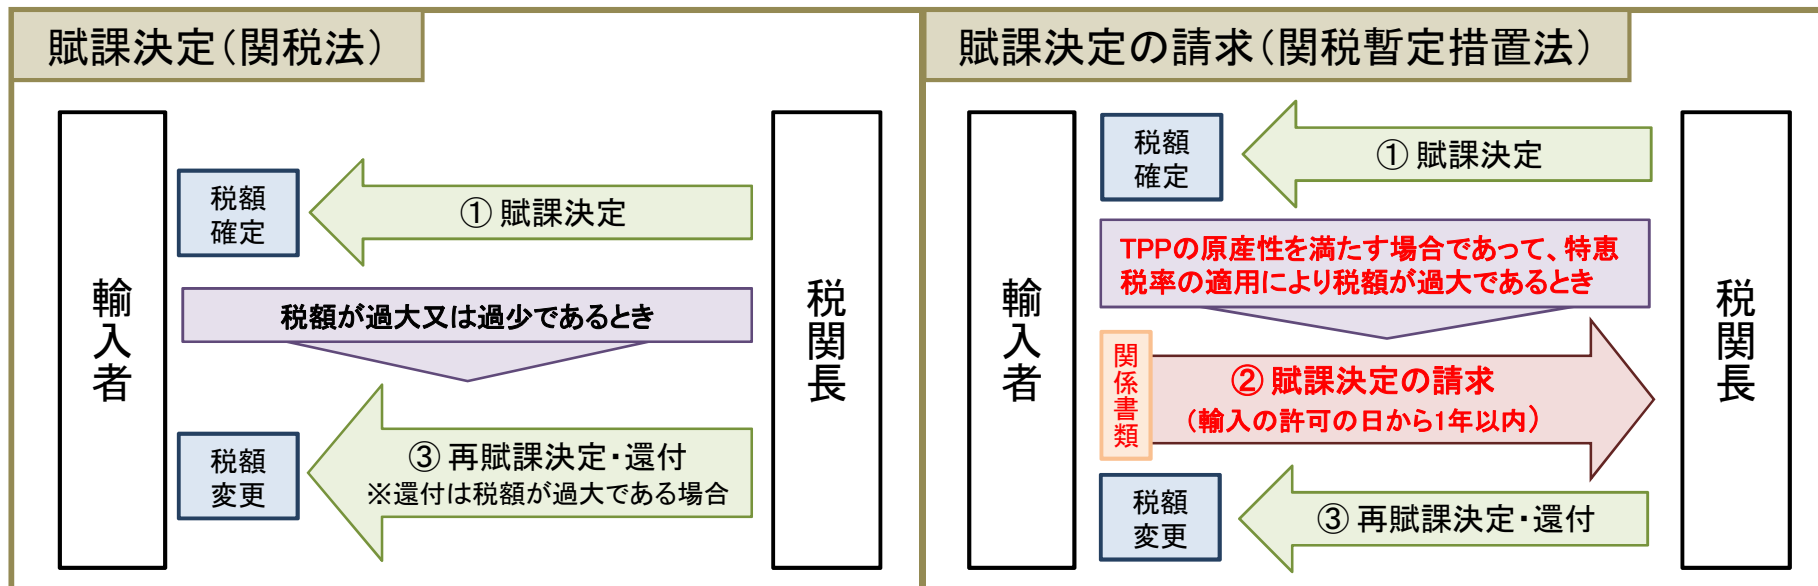 賦課決定(関税法)
輸入者
税関長
税額
確定
① 賦課決定
税額が過大又は過少であるとき
税額
変更
③ 再賦課決定・還付
※還付は税額が過大である場合
賦課決定の請求(関税暫定措置法)
輸入者
税関長
税額
確定
① 賦課決定
TPPの原産性を満たす場合であって、特恵
税率の適用により税額が過大であるとき
関係書類
② 賦課決定の請求
(輸入の許可の日から1年以内)
税額
変更
③ 再賦課決定・還付